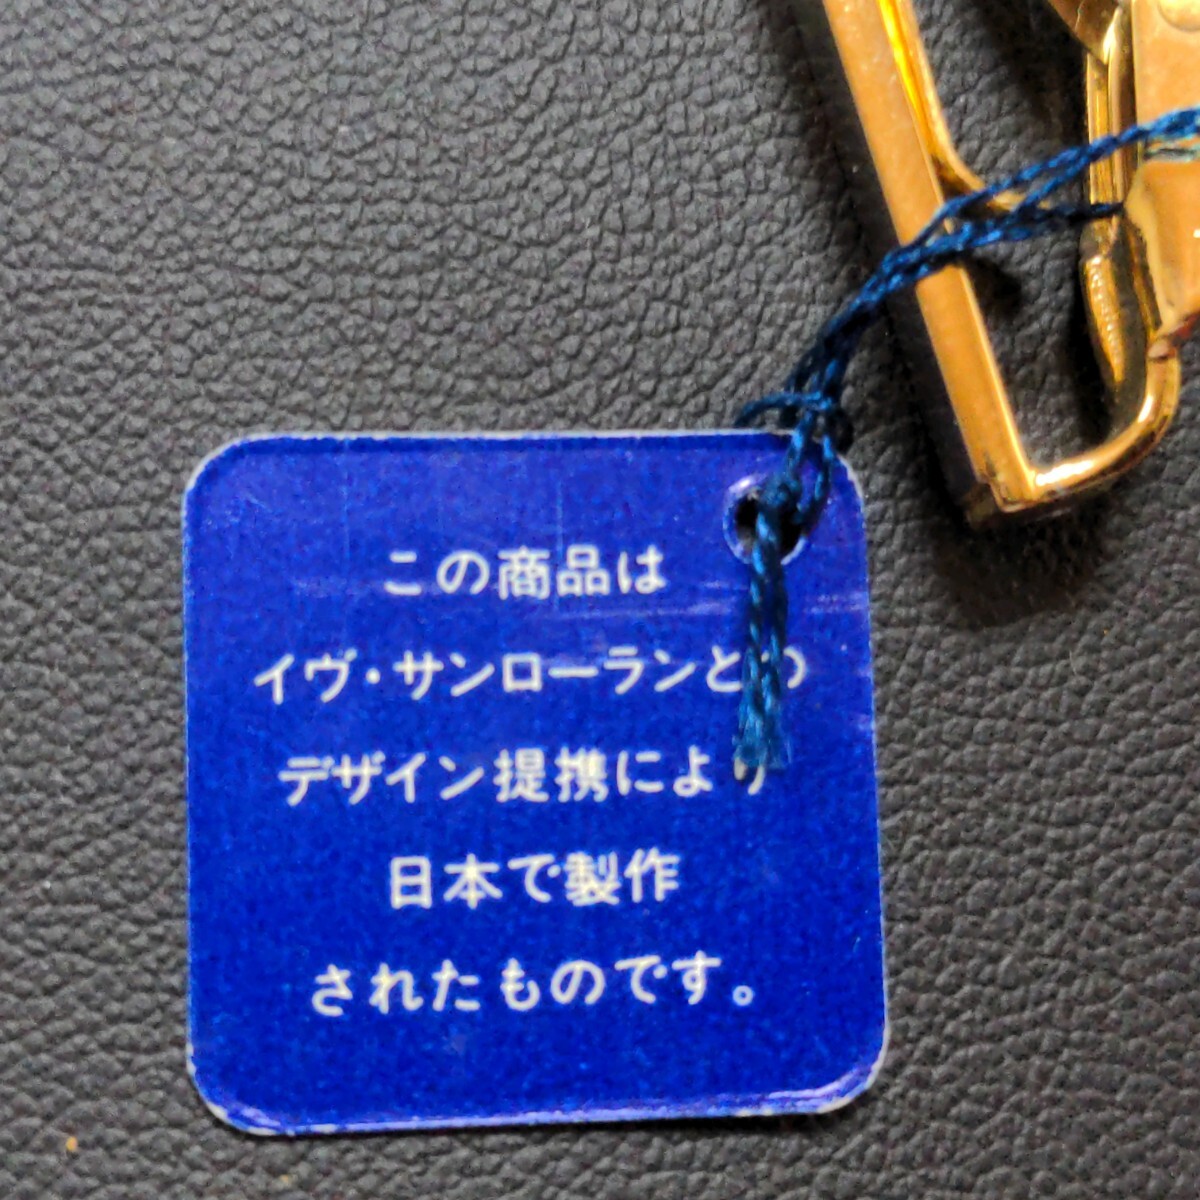 この商品は
イヴ・サンローランとの
デザイン提携により
日本で製作
されたものです。